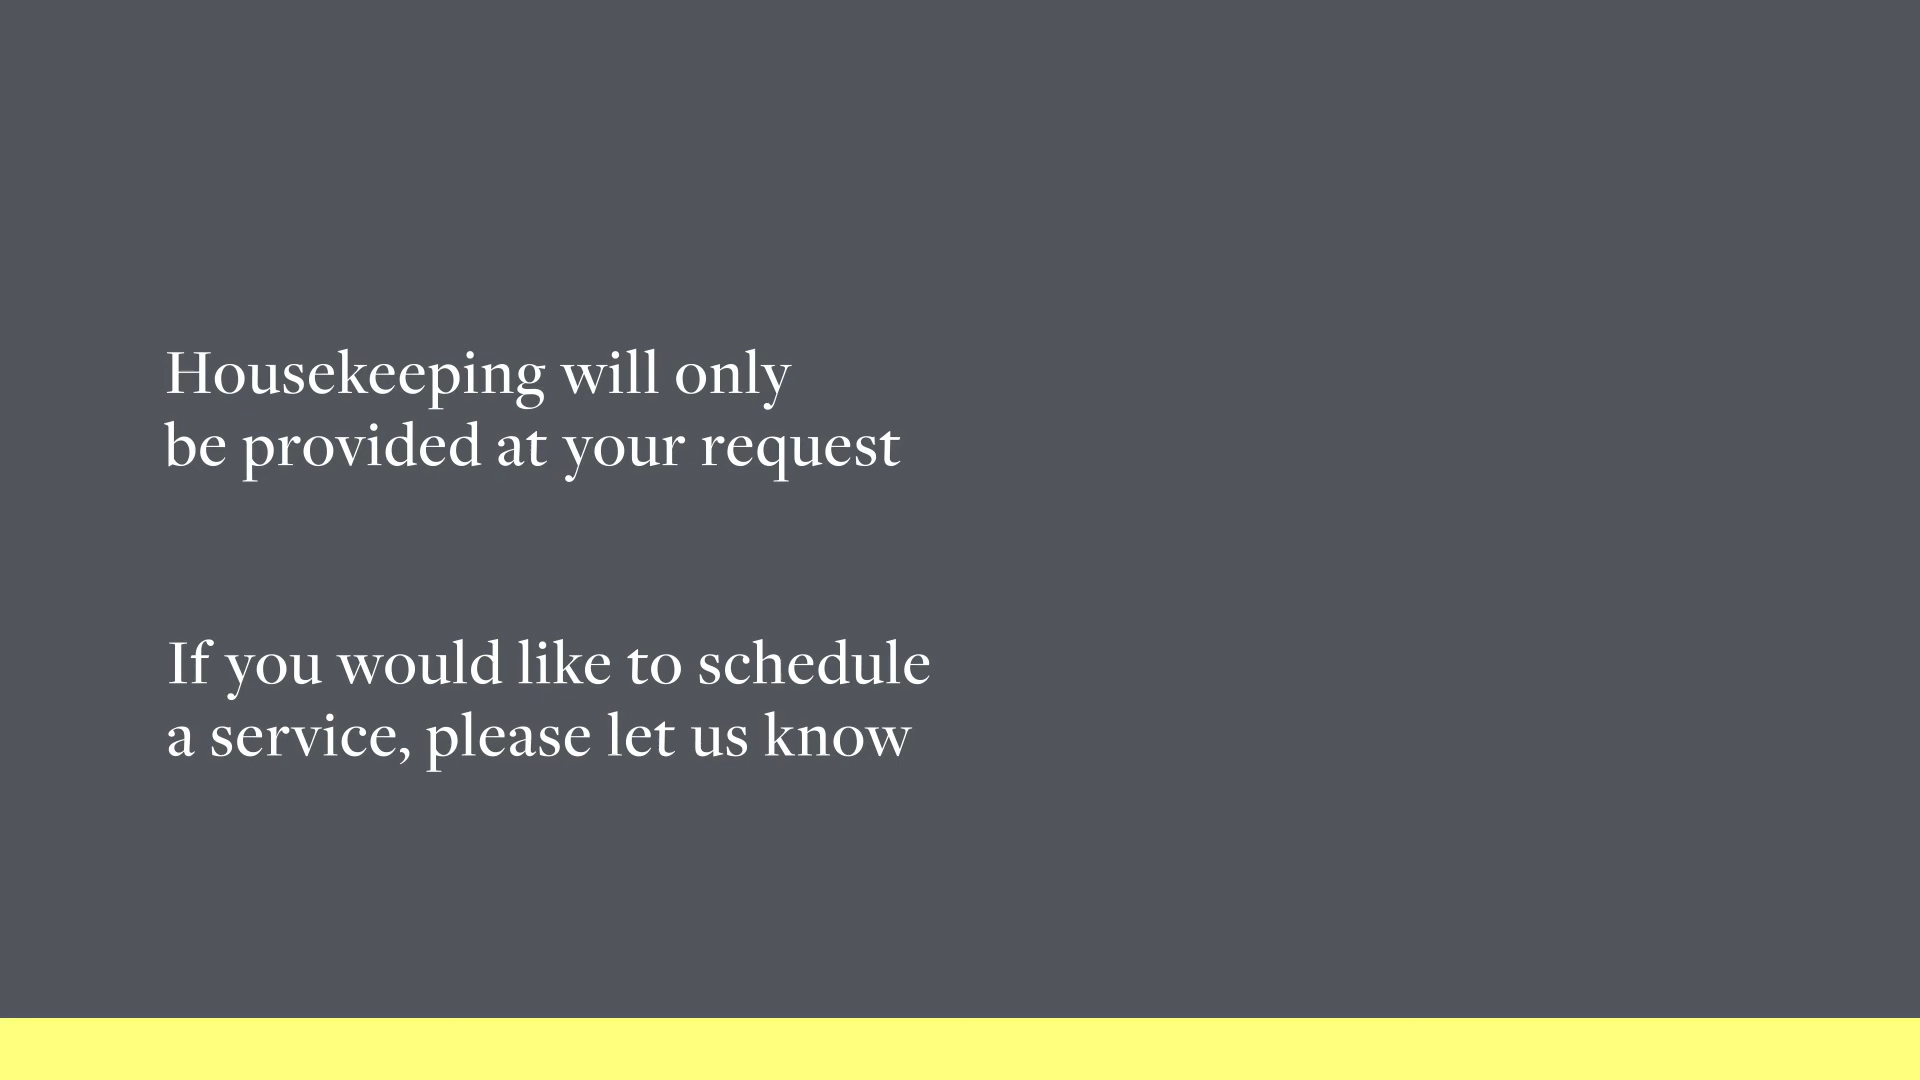 Housekeeping will only
be provided at your request
If you would like to schedule
a service, please let us know